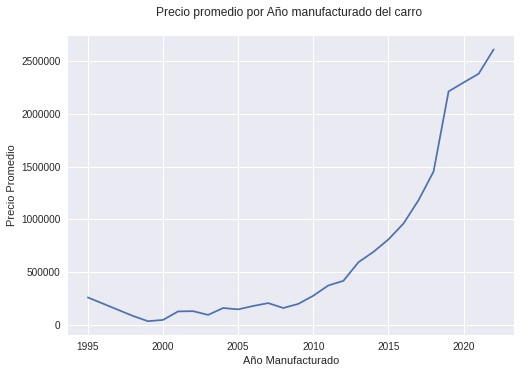 Precio promedio por Año manufacturado del carro
2500000
2000000
1500000
1000000
500000
0
Precio Promedio
1995 2000 2005 2010 2015 2020
Año Manufacturado